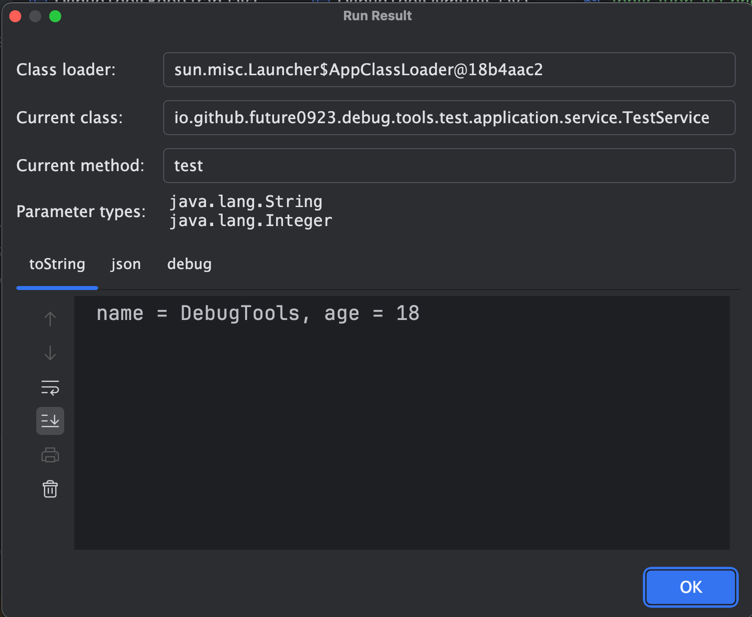 Run Result
Class loader: sun.misc.Launcher$AppClassLoader@18b4aac2
Current class: io.github.future0923.debug.tools.test.application.service.TestService
Current method: test
Parameter types: java.lang.String
java.lang.Integer
toString json debug
name = DebugTools, age = 18
OK